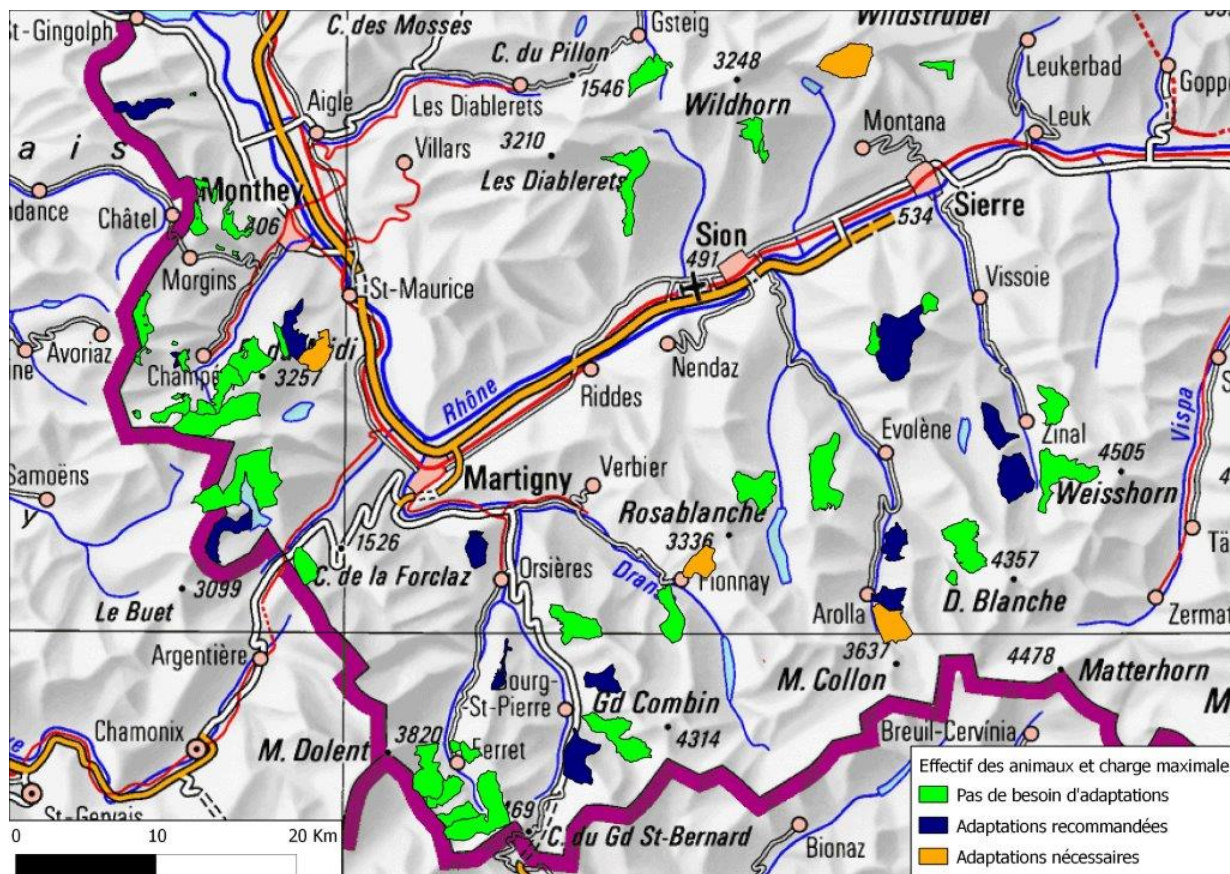 St-Gingolph
C. des Mosses
Gsteig
Wildstrubel
C. du Pillon
1546
3248
Wildhorn
Leukerbad
Leuk
Aigle
Les Diablerets
Villars
3210
Les Diablerets
Montana
a i s
Monthey
406
Châtel
Morgins
Sion
491
534
Sierre
St-Maurice
Vissoie
Avoriaz
Champé
3257
Rhône
Riddes
Nendaz
Vispa
Evolène
Zinal
4505
Weisshorn
Samoëns
y
Martigny
Verbier
Rosablanche
3336
1526
C. de la Forclaz
Orsières
Drans
Fionnay
3099
Le Buet
Arolla
4357
D. Blanche
Zermat
Argentière
3637
M. Collon
4478
Matterhorn
M
Bourg-
-St-Pierre
Gd Combin
4314
Chamonix
M. Dolent
3820
Ferret
Breuil-Cervínia
St-Gervais
469
C. du Gd St-Bernard
Bionaz
0 10 20 Km
Effectif des animaux et charge maximale
Pas de besoin d'adaptations
Adaptations recommandées
Adaptations nécessaires